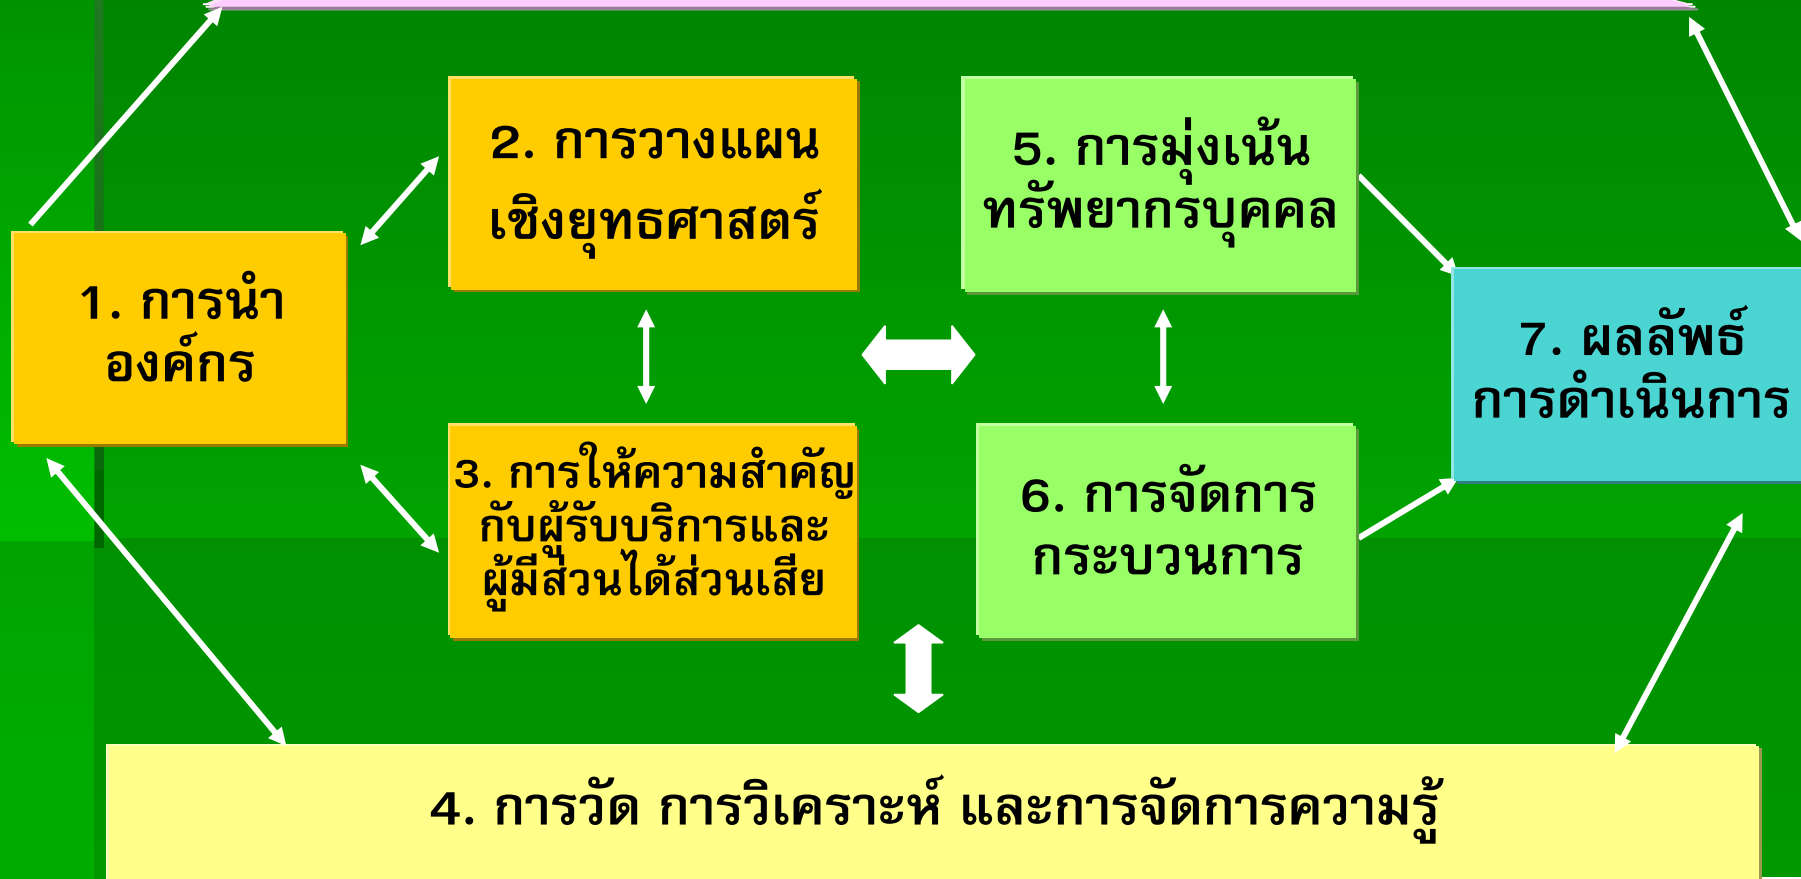 2. การวางแผน
เชิงยุทธศาสตร์
5. การมุ่งเน้น
ทรัพยากรบุคคล
1. การนำ
องค์กร
7. ผลลัพธ์
การดำเนินการ
3. การให้ความสำคัญ
กับผู้รับบริการและ
ผู้มีส่วนได้ส่วนเสีย
6. การจัดการ
กระบวนการ
4. การวัด การวิเคราะห์ และการจัดการความรู้